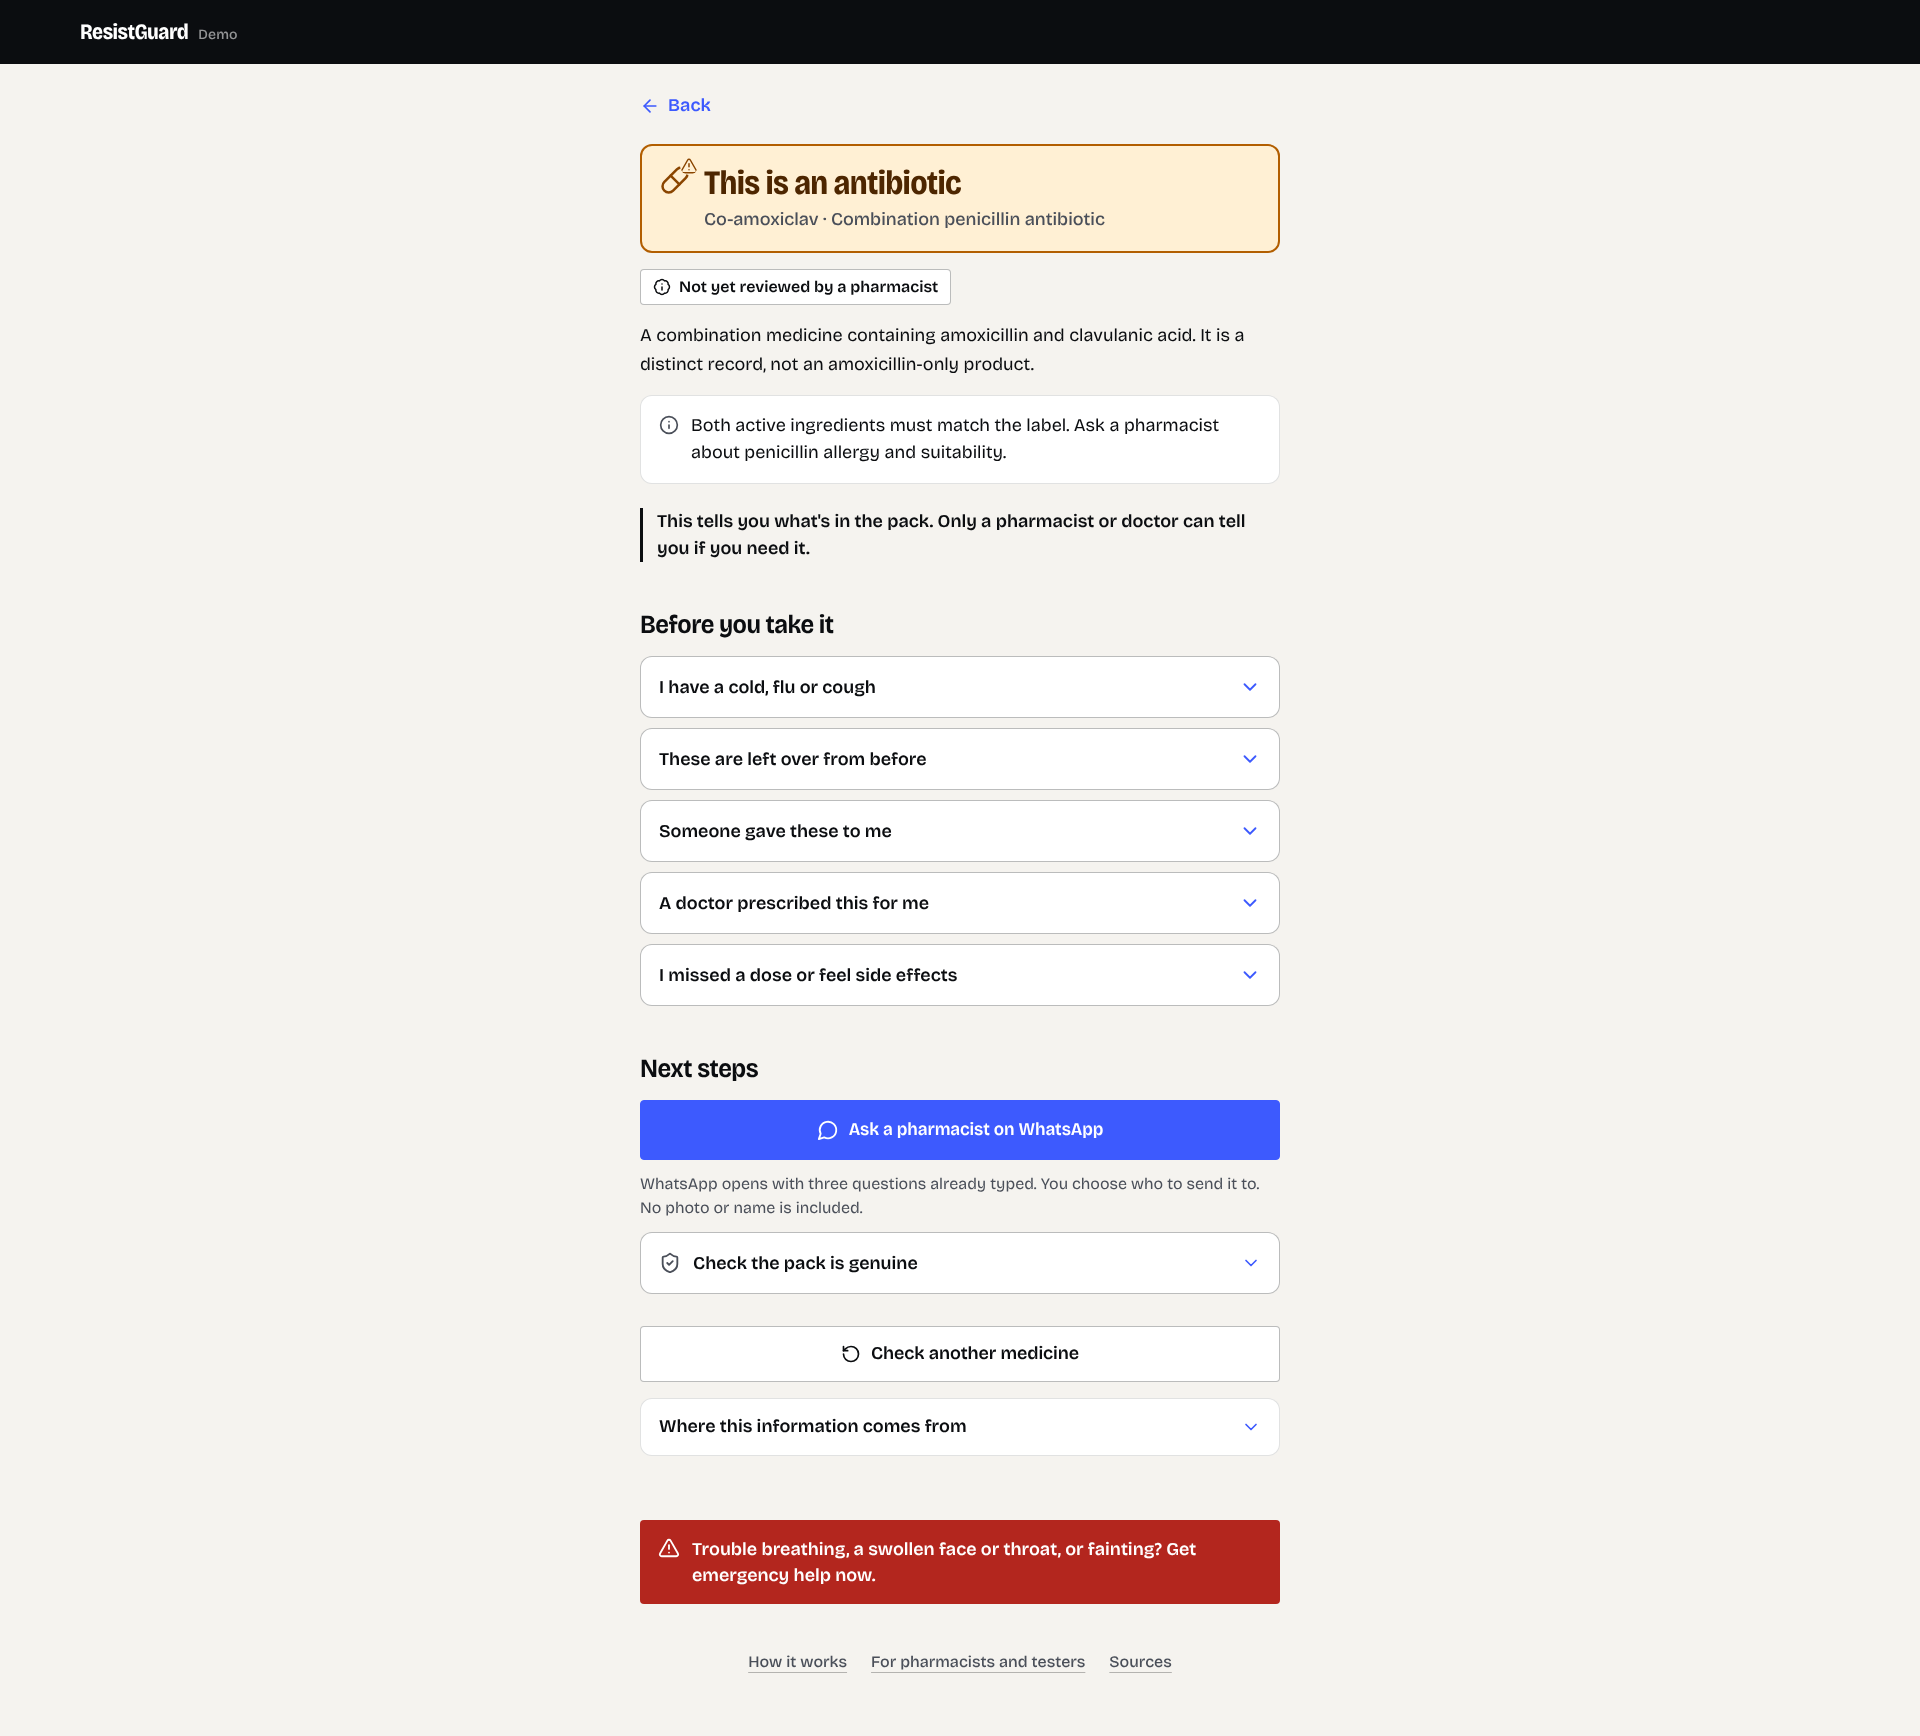 ResistGuard Demo
Back
This is an antibiotic
Co-amoxiclav · Combination penicillin antibiotic
Not yet reviewed by a pharmacist
A combination medicine containing amoxicillin and clavulanic acid. It is a
distinct record, not an amoxicillin-only product.
Both active ingredients must match the label. Ask a pharmacist
about penicillin allergy and suitability.
This tells you what's in the pack. Only a pharmacist or doctor can tell
you if you need it.
Before you take it
I have a cold, flu or cough
These are left over from before
Someone gave these to me
A doctor prescribed this for me
I missed a dose or feel side effects
Next steps
Ask a pharmacist on WhatsApp
WhatsApp opens with three questions already typed. You choose who to send it to.
No photo or name is included.
Check the pack is genuine
Check another medicine
Where this information comes from
Trouble breathing, a swollen face or throat, or fainting? Get
emergency help now.
How it works For pharmacists and testers Sources